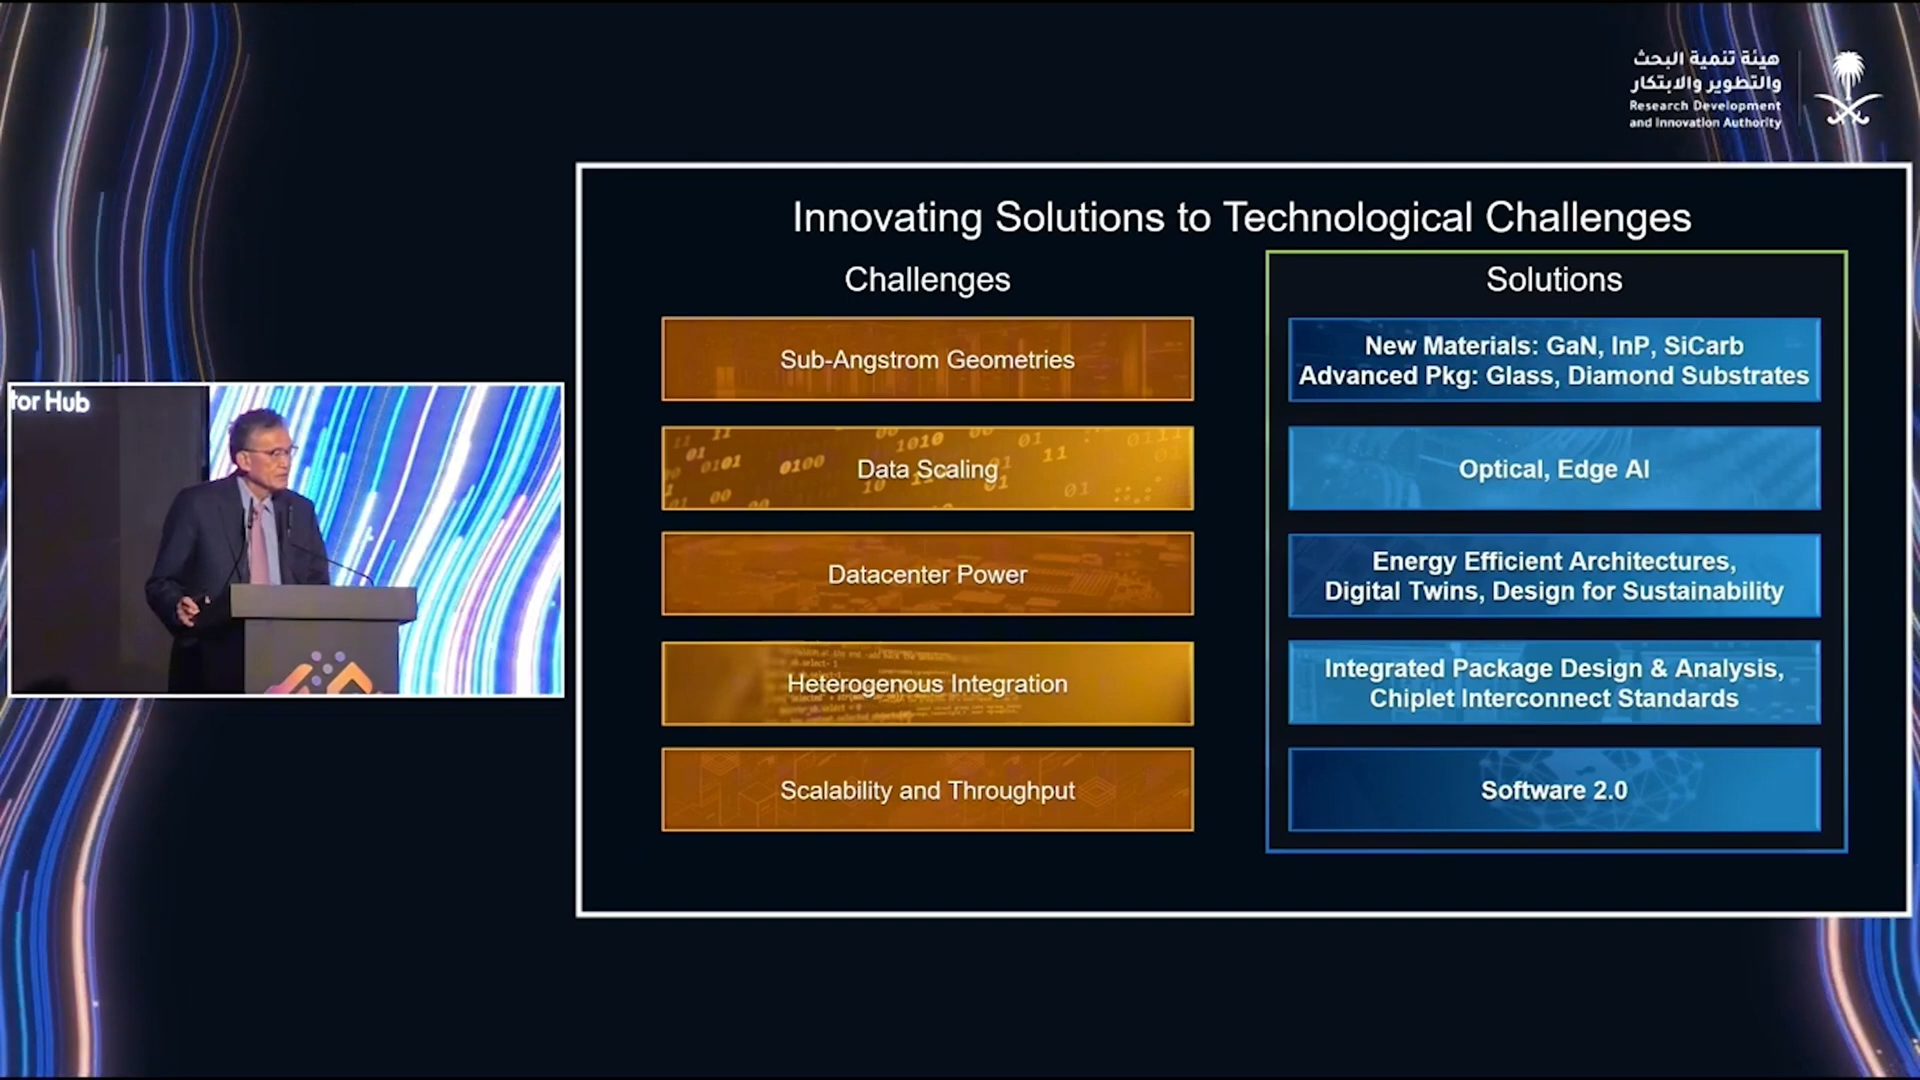 هيئة تنمية البحث
والتطوير والابتكار
Research Development
and Innovation Authority
Innovating Solutions to Technological Challenges
Challenges
Solutions
Sub-Angstrom Geometries
New Materials: GaN, InP, SiCarb
Advanced Pkg: Glass, Diamond Substrates
Data Scaling
Optical, Edge AI
Datacenter Power
Energy Efficient Architectures,
Digital Twins, Design for Sustainability
Heterogenous Integration
Integrated Package Design & Analysis,
Chiplet Interconnect Standards
Scalability and Throughput
Software 2.0
tor Hub